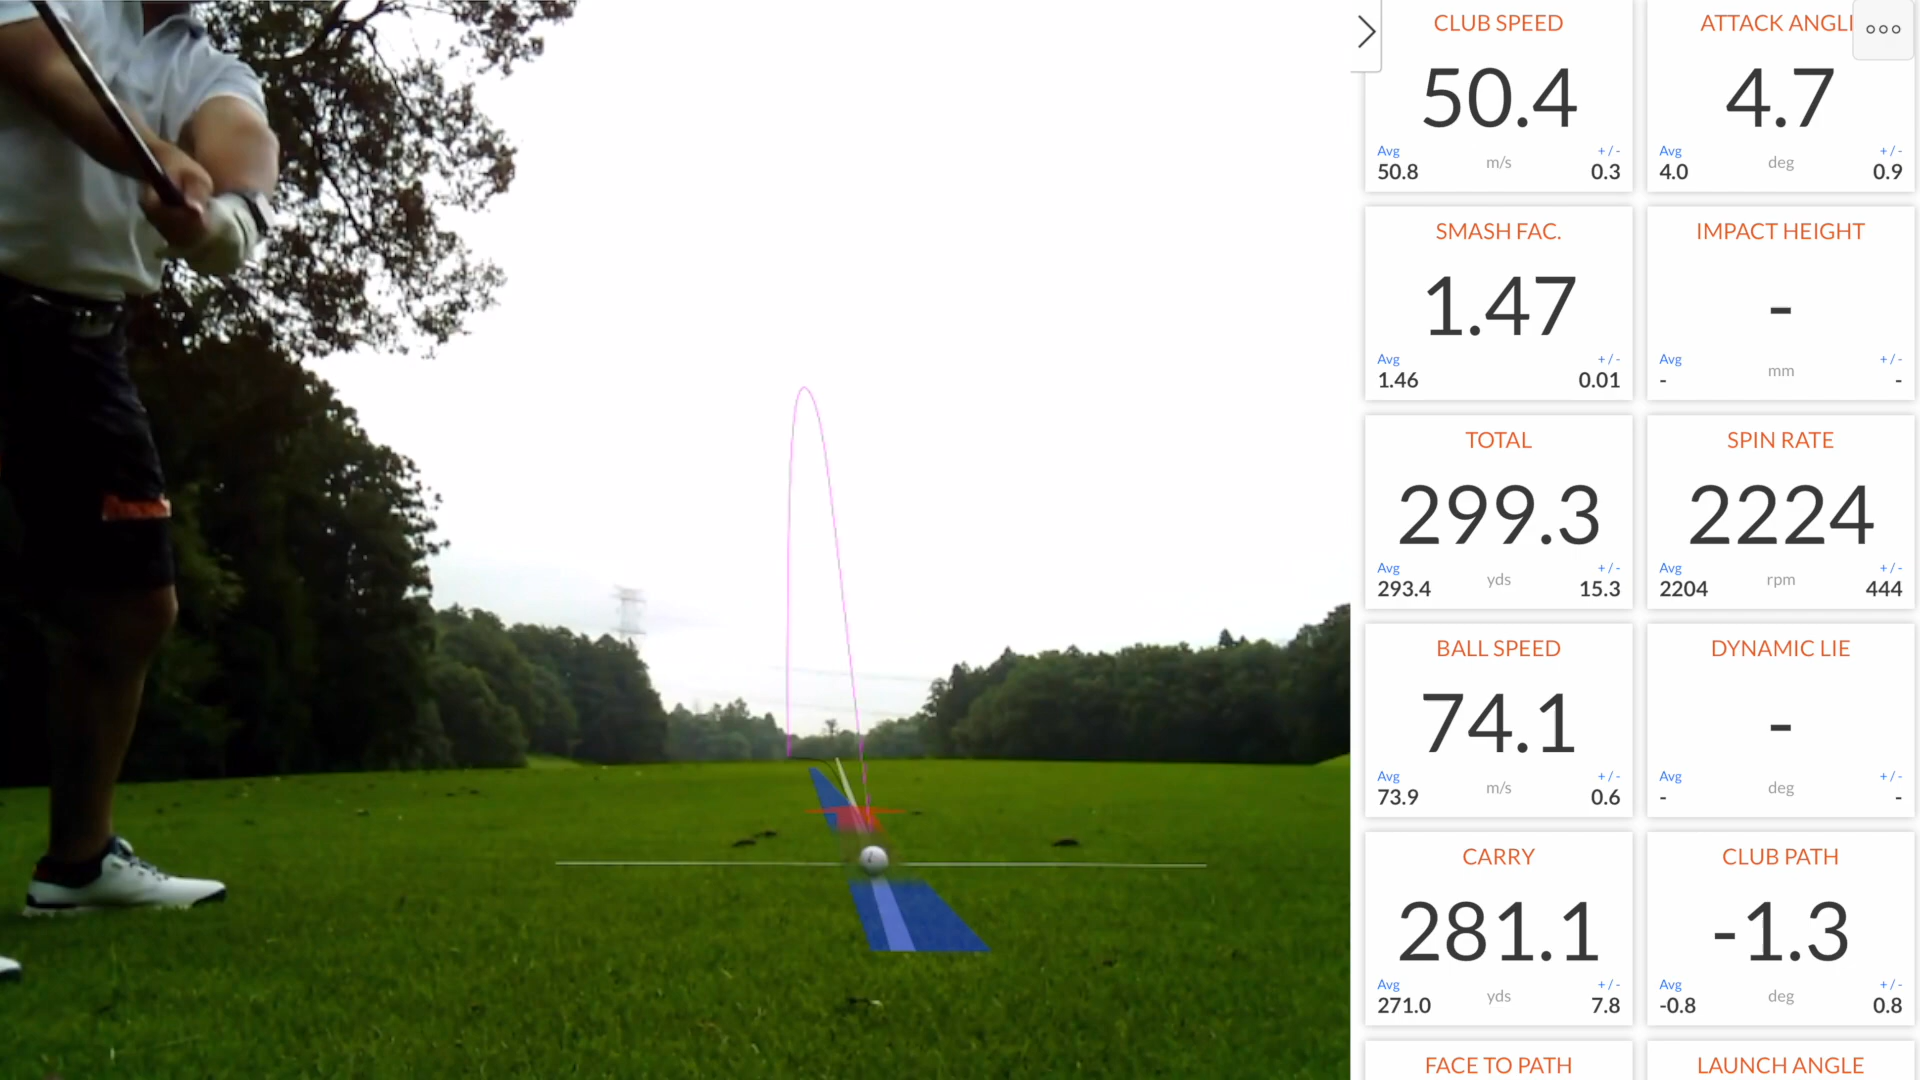 CLUB SPEED
50.4
Avg
50.8
m/s
+/-
0.3
ATTACK ANGL
4.7
Avg
4.0
deg
+/-
0.9
SMASH FAC.
1.47
Avg
1.46
+/-
0.01
IMPACT HEIGHT
-
Avg
-
mm
+/-
-
TOTAL
299.3
Avg
293.4
yds
+/-
15.3
SPIN RATE
2224
Avg
2204
rpm
+/-
444
BALL SPEED
74.1
Avg
73.9
m/s
+/-
0.6
DYNAMIC LIE
-
Avg
-
deg
+/-
-
CARRY
281.1
Avg
271.0
yds
+/-
7.8
CLUB PATH
-1.3
Avg
-0.8
deg
+/-
0.8
FACE TO PATH
LAUNCH ANGLE